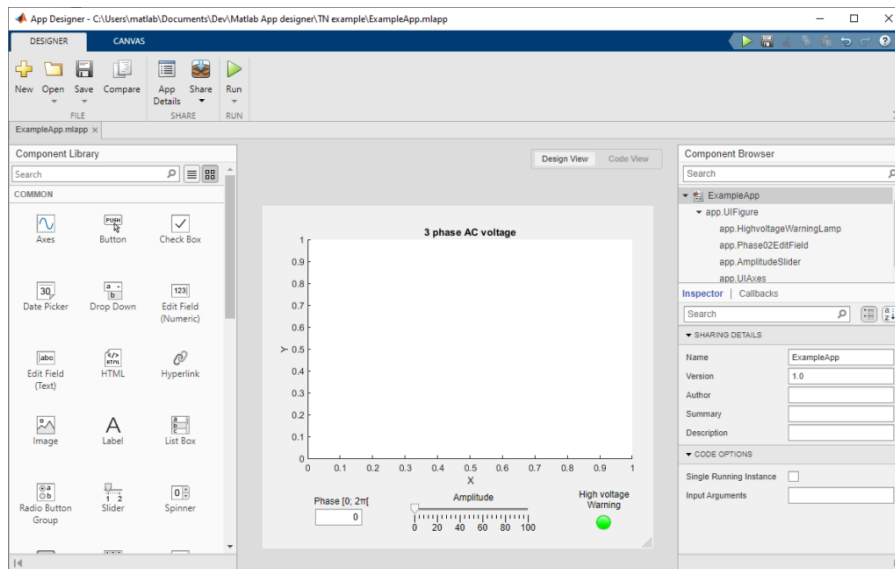 App Designer - C:\Users\matlab\Documents\Dev\Matlab App designer\TN example\ExampleApp.mlapp
DESIGNER CANVAS
New Open Save Compare App Details Share Run
FILE SHARE RUN
ExampleApp.mlapp
Component Library
Search
COMMON
Axes Button Check Box
Date Picker Drop Down Edit Field (Numeric)
Edit Field (Text) HTML Hyperlink
Image Label List Box
Radio Button Group Slider Spinner
Design View Code View
3 phase AC voltage
1
0.9
0.8
0.7
0.6
Y 0.5
0.4
0.3
0.2
0.1
0
0 0.1 0.2 0.3 0.4 0.5 0.6 0.7 0.8 0.9 1
X
Phase [0; 2π[
0
Amplitude
0 20 40 60 80 100
High voltage
Warning
Component Browser
Search
ExampleApp
app.UIFigure
app.HighvoltageWarningLamp
app.Phase02EditField
app.AmplitudeSlider
app.UIAxes
Inspector | Callbacks
Search
SHARING DETAILS
Name ExampleApp
Version 1.0
Author
Summary
Description
CODE OPTIONS
Single Running Instance
Input Arguments